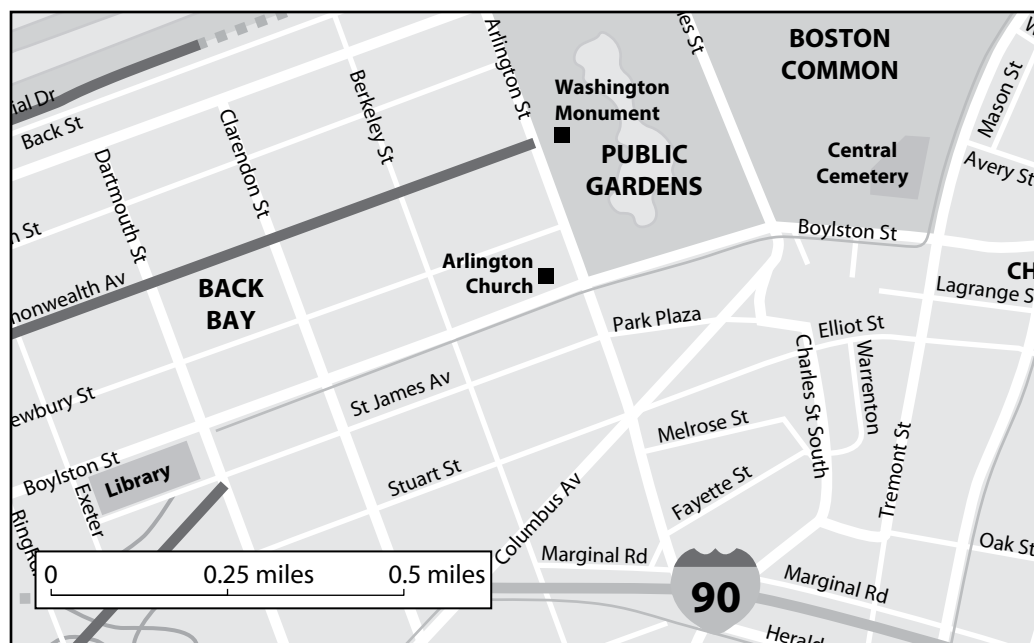 Arlington St
BOSTON
COMMON
Mason St
Washington
Monument
Berkeley St
Back St
Clarendon St
PUBLIC
GARDENS
Central
Cemetery
Avery St
Dartmouth St
Boylston St
Arlington
Church
BACK
BAY
Lagrange S
Park Plaza
Elliot St
Charles St South
Warrenton
St James Av
Melrose St
Tremont St
Boylston St
Library
Stuart St
Fayette St
Exeter
Columbus Av
Oak St
Marginal Rd
90
Marginal Rd
0
0.25 miles
0.5 miles